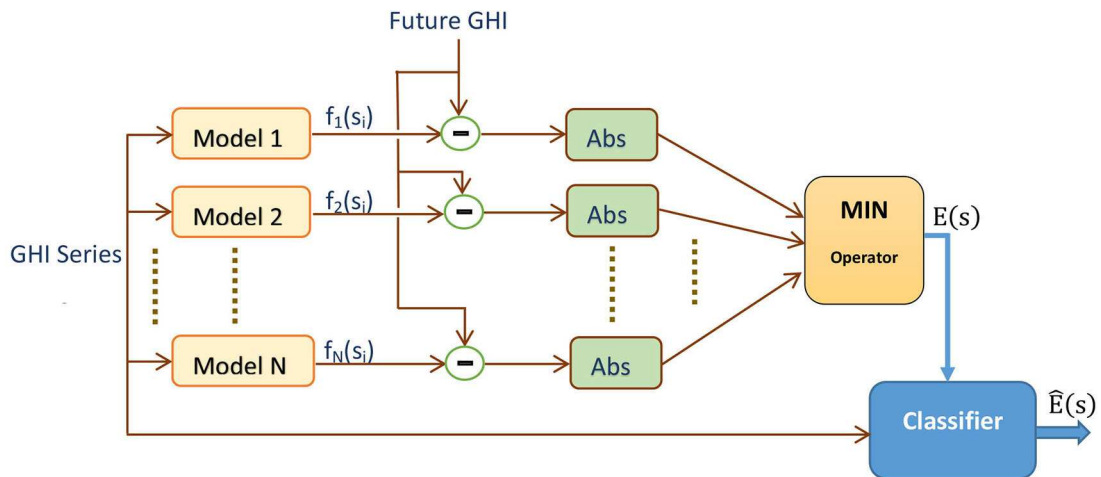 Future GHI
Model 1
f₁(sᵢ)
-
Abs
Model 2
f₂(sᵢ)
-
Abs
MIN
Operator
E(s)
GHI Series
Model N
f_N(sᵢ)
-
Abs
Classifier
Ê(s)